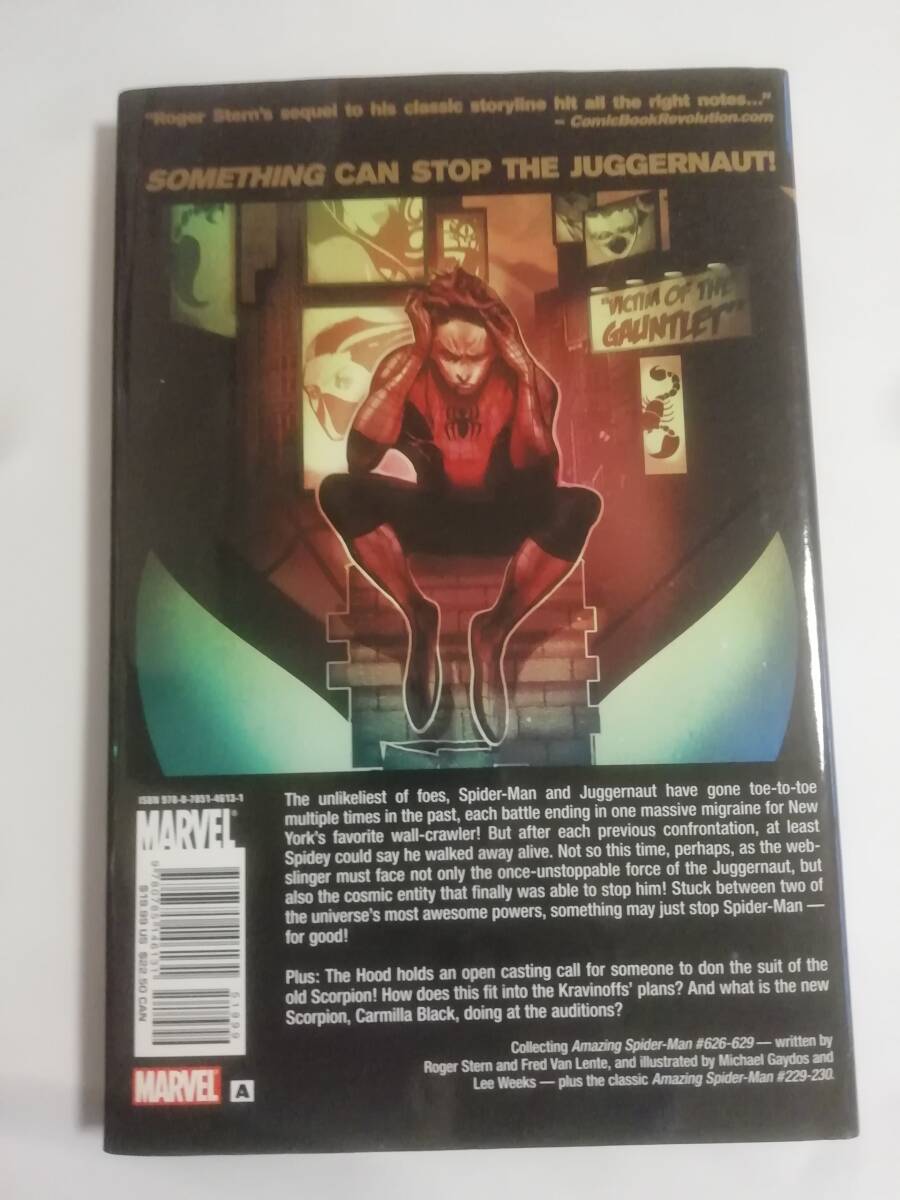 "Roger Stern's sequel to his classic storyline hit all the right notes..."
– ComicBookRevolution.com
SOMETHING CAN STOP THE JUGGERNAUT!
"VICTIM OF THE
GAUNTLET"
ISBN 978-0-7851-4613-1
MARVEL
The unlikeliest of foes, Spider-Man and Juggernaut have gone toe-to-toe
multiple times in the past, each battle ending in one massive migraine for New
York's favorite wall-crawler! But after each previous confrontation, at least
Spidey could say he walked away alive. Not so this time, perhaps, as the web-
slinger must face not only the once-unstoppable force of the Juggernaut, but
also the cosmic entity that finally was able to stop him! Stuck between two of
the universe's most awesome powers, something may just stop Spider-Man —
for good!
9 780785 146131
51999
$19.99 US $22.50 CAN
Plus: The Hood holds an open casting call for someone to don the suit of the
old Scorpion! How does this fit into the Kravinoffs' plans? And what is the new
Scorpion, Carmilla Black, doing at the auditions?
Collecting Amazing Spider-Man #626-629 — written by
Roger Stern and Fred Van Lente, and illustrated by Michael Gaydos and
Lee Weeks — plus the classic Amazing Spider-Man #229-230.
MARVEL A